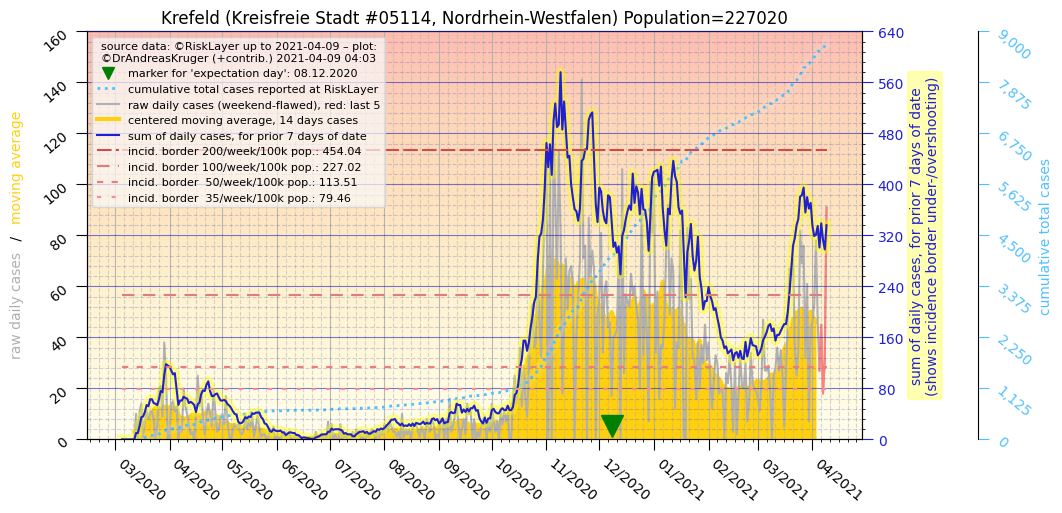 Krefeld (Kreisfreie Stadt #05114, Nordrhein-Westfalen) Population=227020
source data: ©RiskLayer up to 2021-04-09 – plot:
©DrAndreasKruger (+contrib.) 2021-04-09 04:03
marker for 'expectation day': 08.12.2020
cumulative total cases reported at RiskLayer
raw daily cases (weekend-flawed), red: last 5
centered moving average, 14 days cases
sum of daily cases, for prior 7 days of date
incid. border 200/week/100k pop.: 454.04
incid. border 100/week/100k pop.: 227.02
incid. border  50/week/100k pop.: 113.51
incid. border  35/week/100k pop.: 79.46
raw daily cases / moving average
160
140
120
100
80
60
40
20
0
640
560
480
400
320
240
160
80
0
sum of daily cases, for prior 7 days of date
(shows incidence border under-/overshooting)
9,000
7,875
6,750
5,625
4,500
3,375
2,250
1,125
0
cumulative total cases
03/2020
04/2020
05/2020
06/2020
07/2020
08/2020
09/2020
10/2020
11/2020
12/2020
01/2021
02/2021
03/2021
04/2021